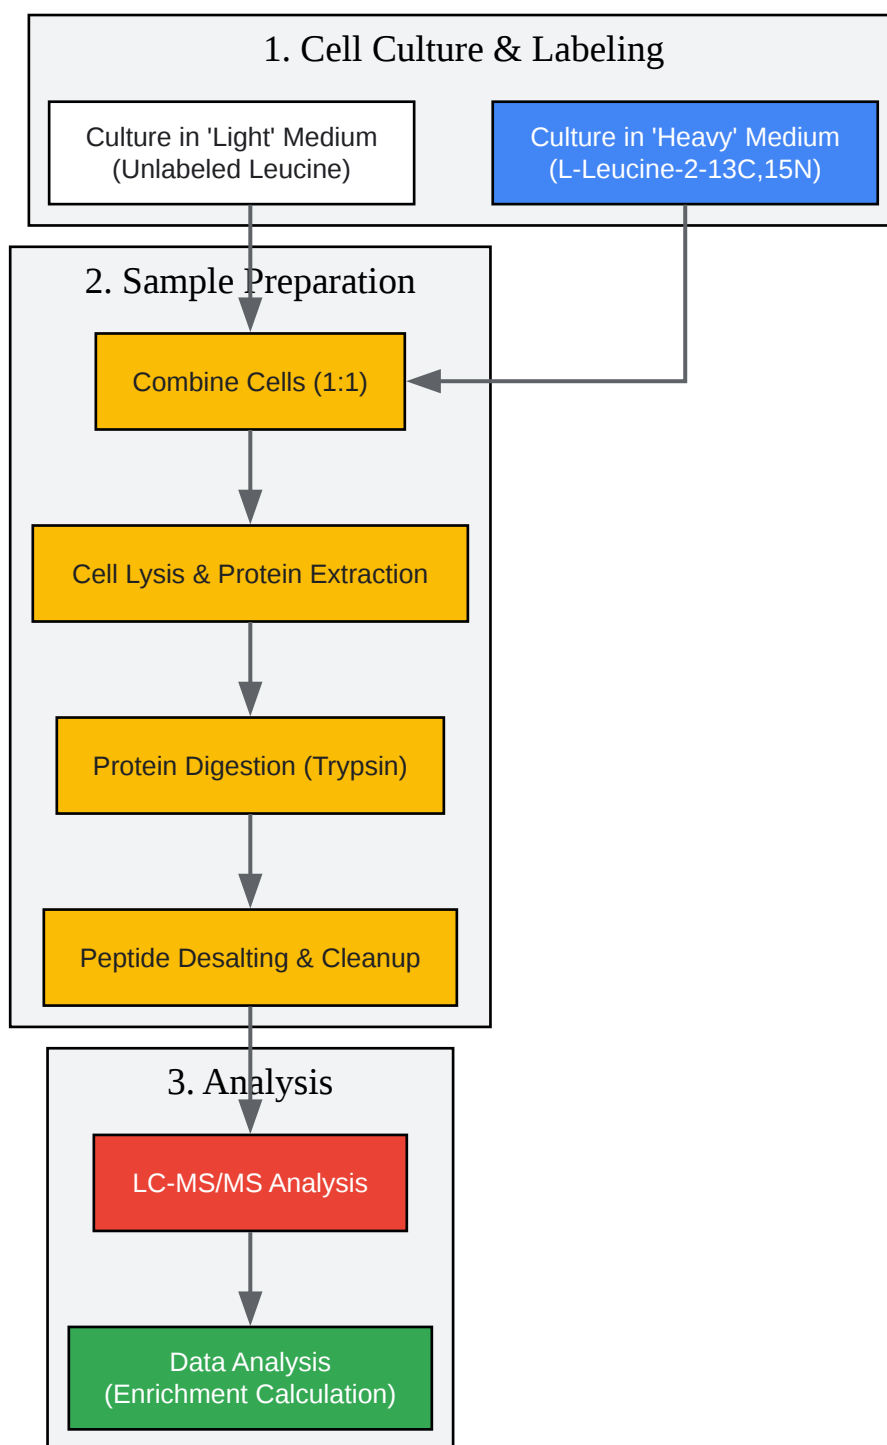 1. Cell Culture & Labeling
Culture in 'Light' Medium
(Unlabeled Leucine)
Culture in 'Heavy' Medium
(L-Leucine-2-13C,15N)
2. Sample Preparation
Combine Cells (1:1)
Cell Lysis & Protein Extraction
Protein Digestion (Trypsin)
Peptide Desalting & Cleanup
3. Analysis
LC-MS/MS Analysis
Data Analysis
(Enrichment Calculation)